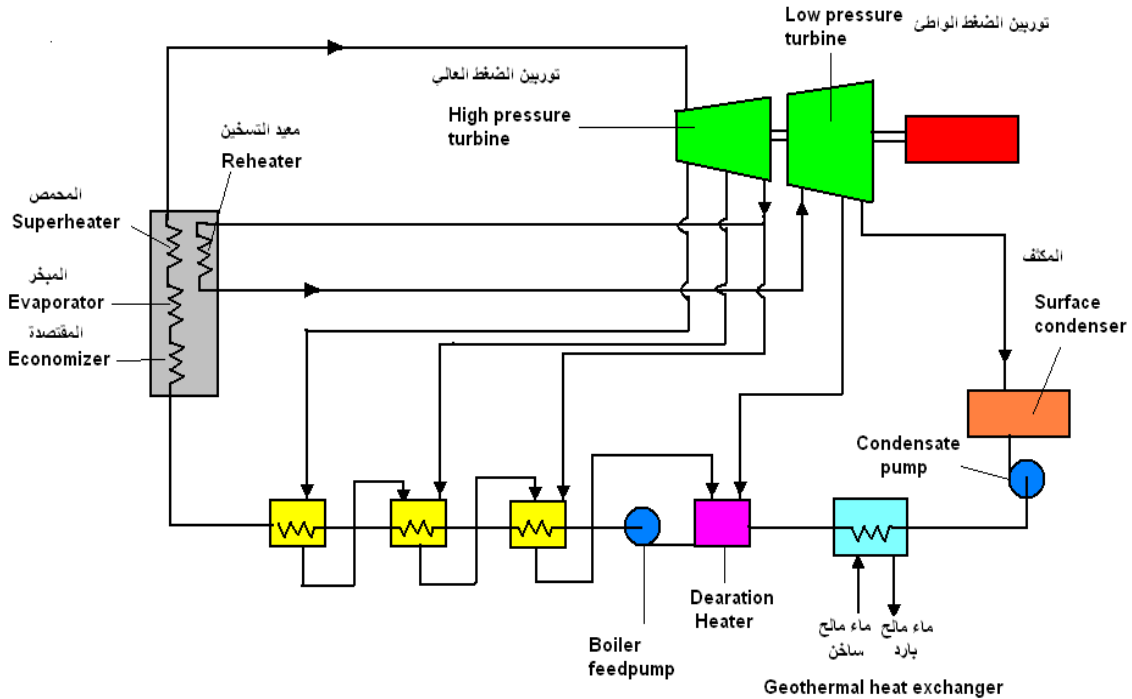 Low pressure
turbine
توربين الضغط الواطئ
توربين الضغط العالي
High pressure
turbine
معيد التسخين
Reheater
المحمص
Superheater
المبخر
Evaporator
المقتصدة
Economizer
المكثف
Surface
condenser
Condensate
pump
Dearation
Heater
Boiler
feedpump
ماء مالح
ساخن
ماء مالح
بارد
Geothermal heat exchanger